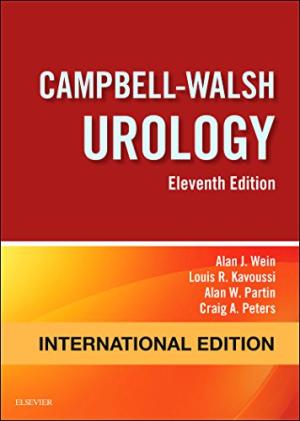 CAMPBELL-WALSH
UROLOGY
Eleventh Edition
Alan J. Wein
Louis R. Kavoussi
Alan W. Partin
Craig A. Peters
INTERNATIONAL EDITION
ELSEVIER